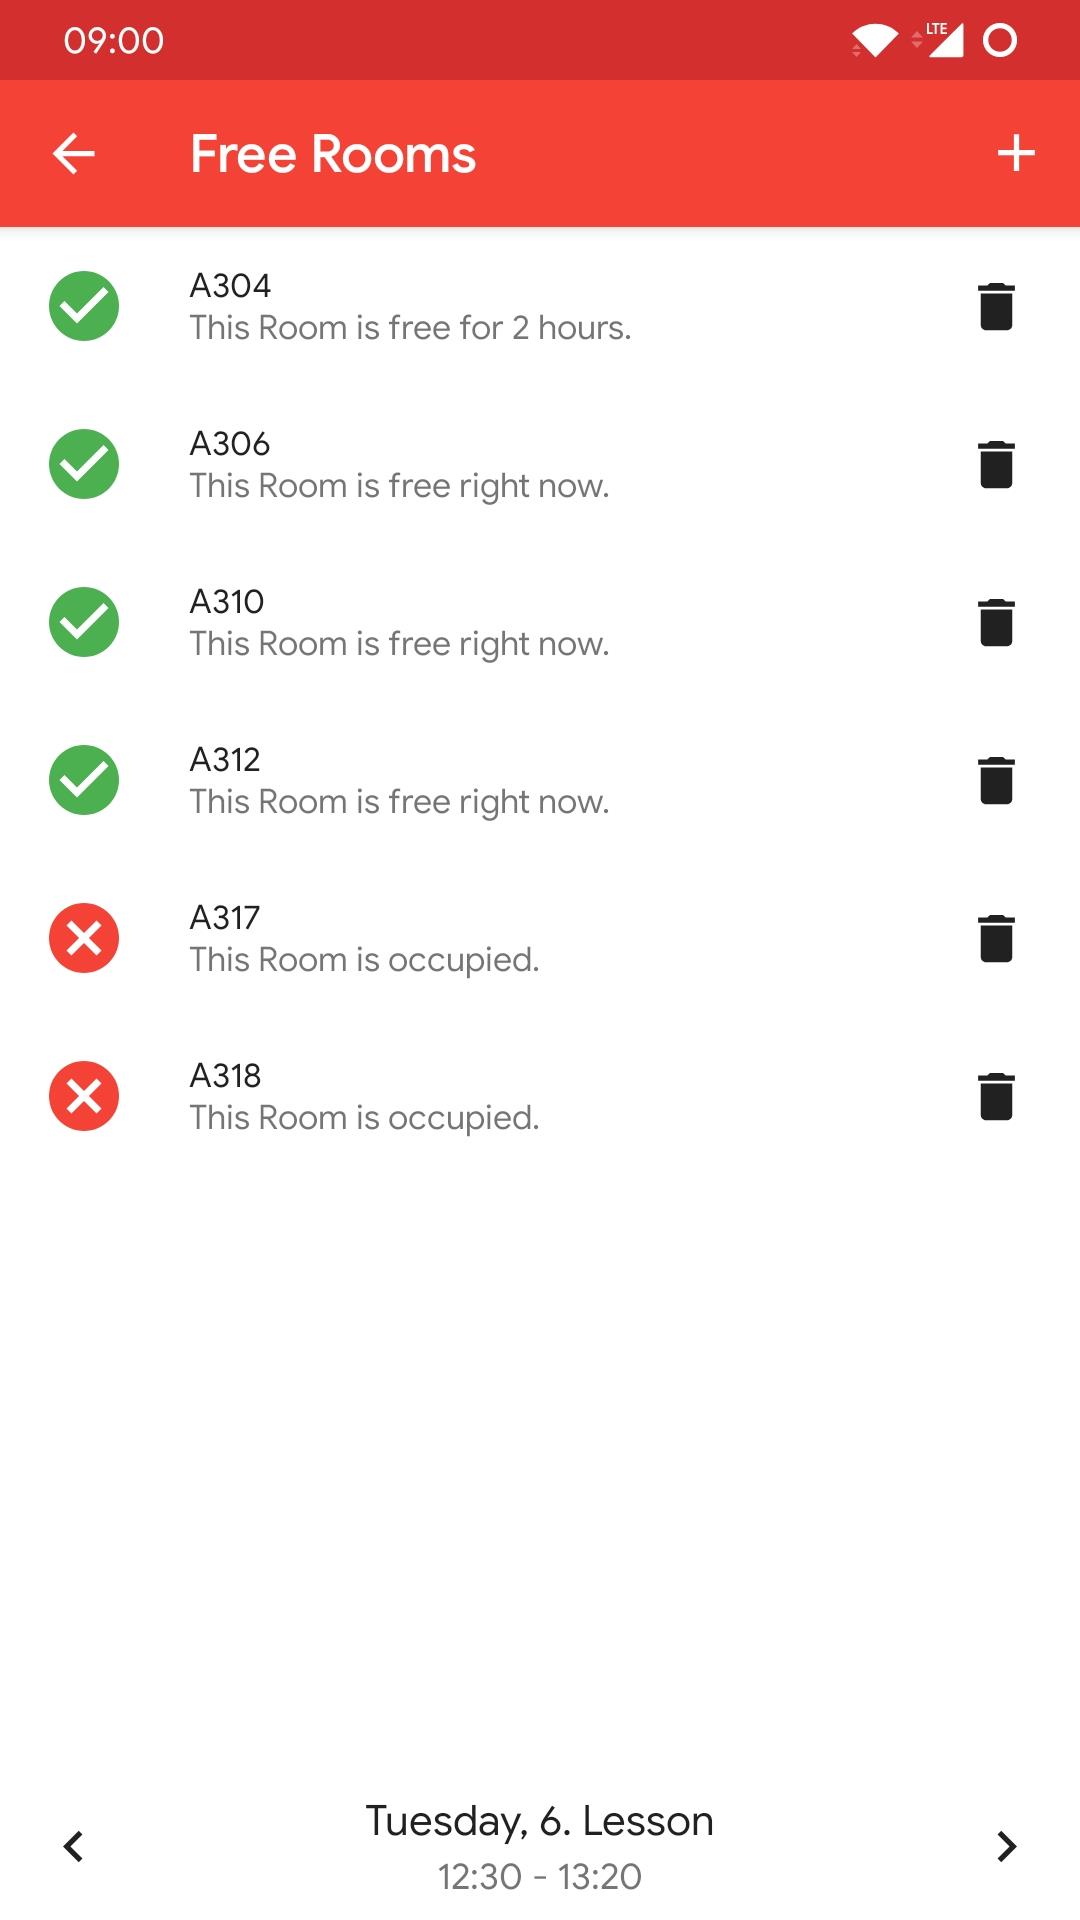 09:00
LTE
Free Rooms
A304
This Room is free for 2 hours.
A306
This Room is free right now.
A310
This Room is free right now.
A312
This Room is free right now.
A317
This Room is occupied.
A318
This Room is occupied.
Tuesday, 6. Lesson
12:30 - 13:20